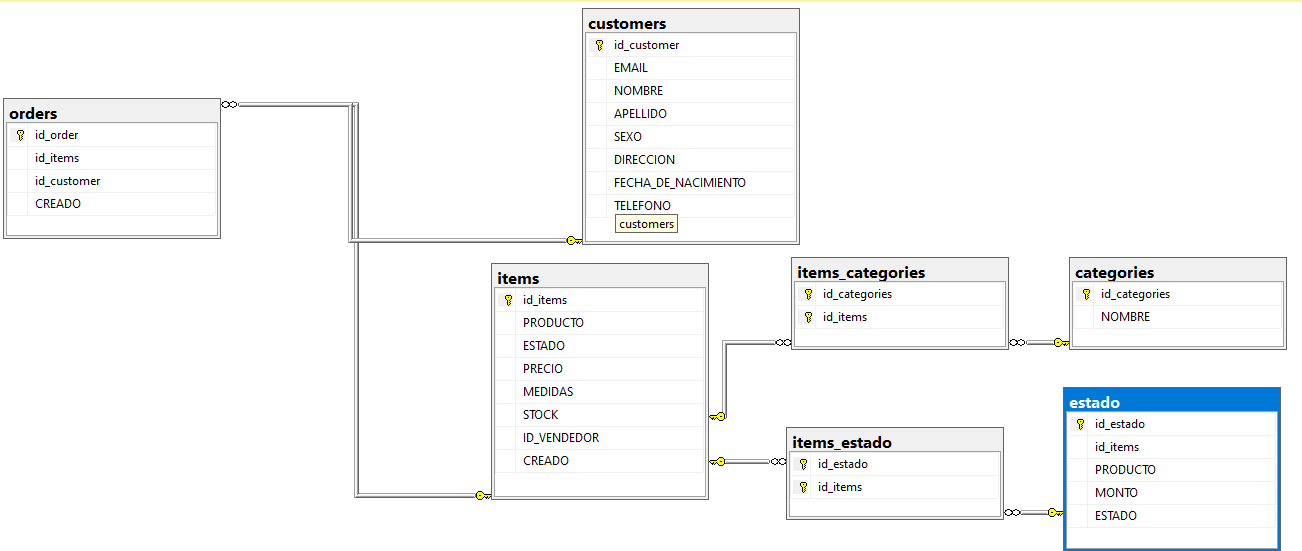 customers
id_customer
EMAIL
NOMBRE
APELLIDO
SEXO
DIRECCION
FECHA_DE_NACIMIENTO
TELEFONO
customers
orders
id_order
id_items
id_customer
CREADO
items
id_items
PRODUCTO
ESTADO
PRECIO
MEDIDAS
STOCK
ID_VENDEDOR
CREADO
items_categories
id_categories
id_items
categories
id_categories
NOMBRE
items_estado
id_estado
id_items
estado
id_estado
id_items
PRODUCTO
MONTO
ESTADO